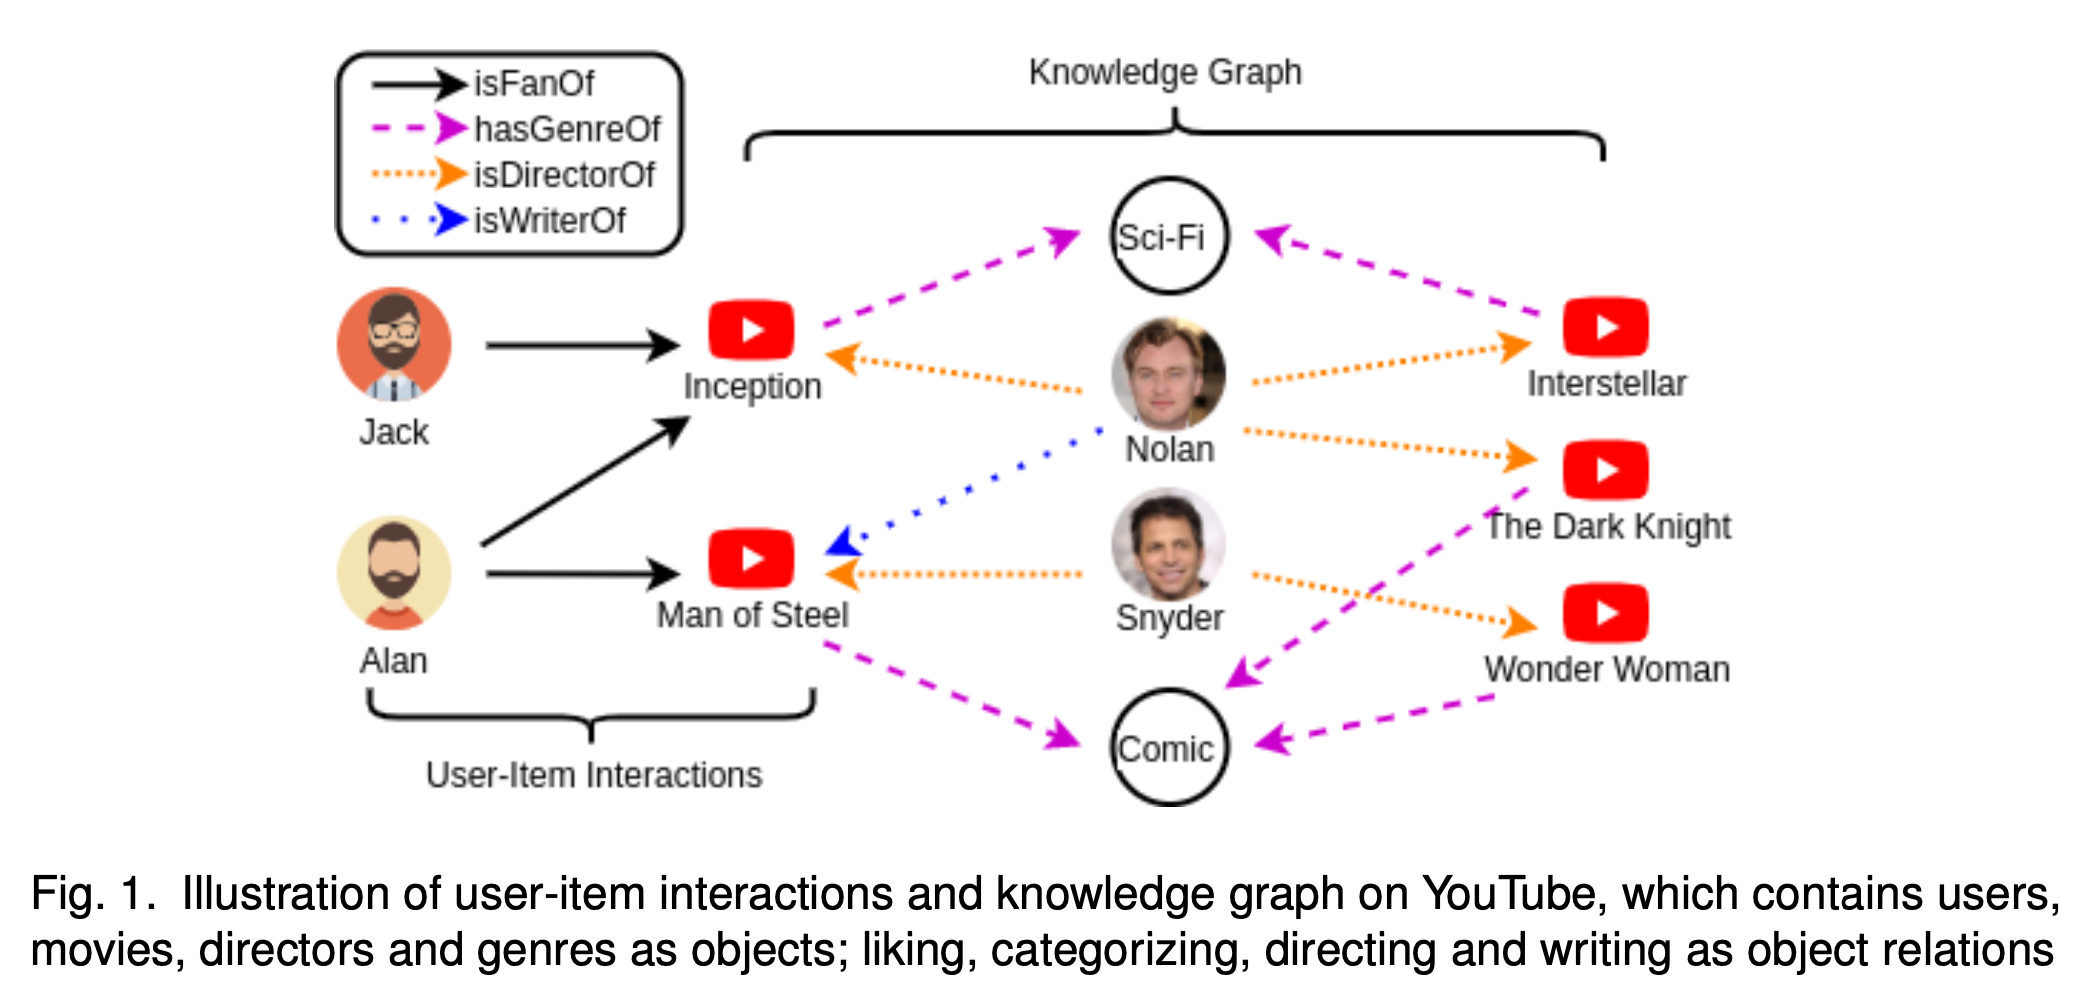 isFanOf
hasGenreOf
isDirectorOf
isWriterOf
Knowledge Graph
Sci-Fi
Jack
Inception
Nolan
Interstellar
The Dark Knight
Alan
Man of Steel
Snyder
Wonder Woman
Comic
User-Item Interactions
Fig. 1. Illustration of user-item interactions and knowledge graph on YouTube, which contains users,
movies, directors and genres as objects; liking, categorizing, directing and writing as object relations